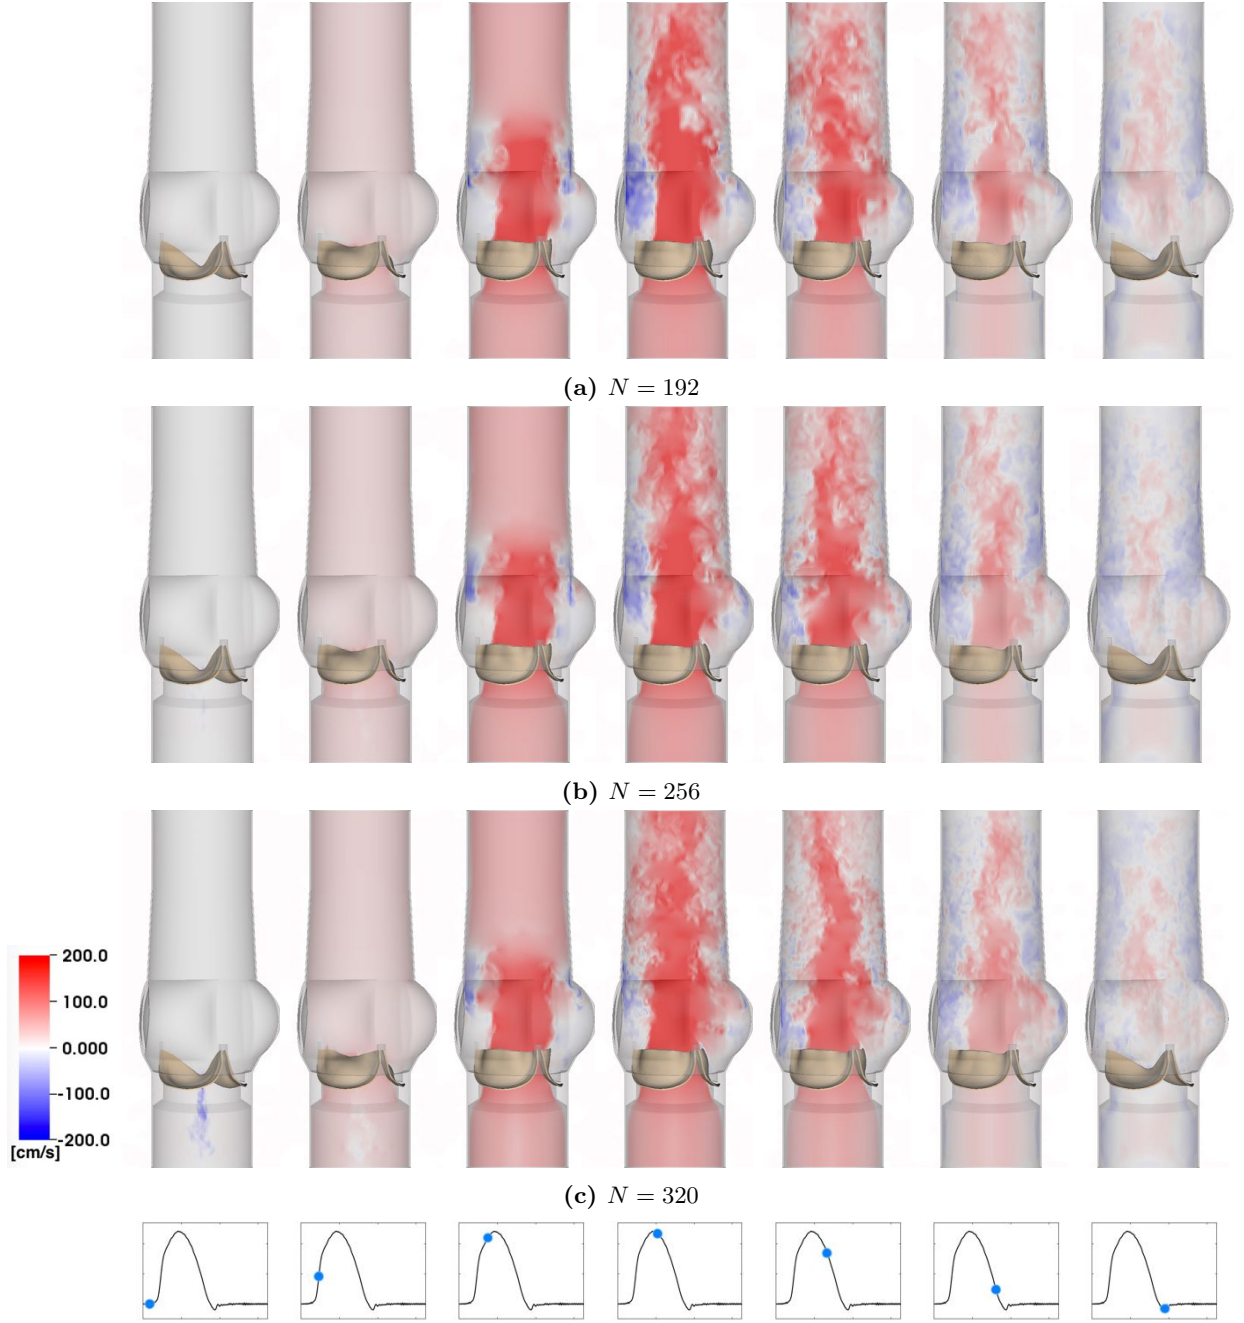 (a) N = 192
(b) N = 256
200.0
100.0
0.000
-100.0
-200.0
[cm/s]
(c) N = 320